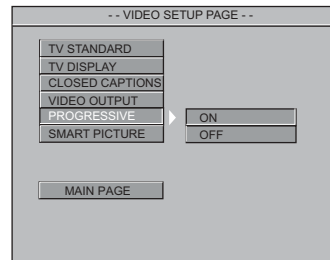 - - VIDEO SETUP PAGE - -
TV STANDARD
TV DISPLAY
CLOSED CAPTIONS
VIDEO OUTPUT
PROGRESSIVE
ON
SMART PICTURE
OFF
MAIN PAGE